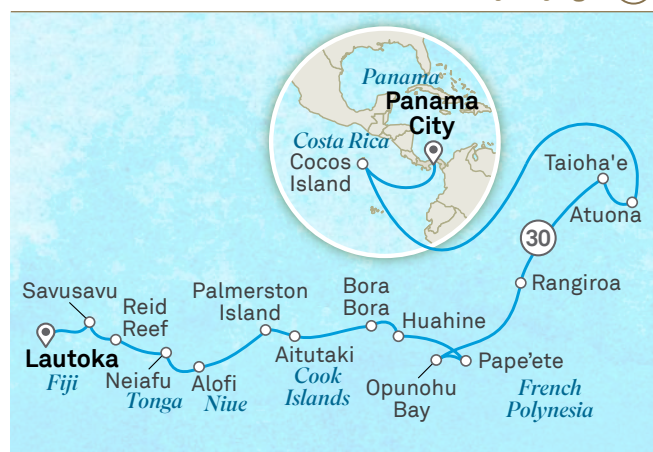 Panama
Panama
City
Costa Rica
Cocos
Island
Taioha'e
Atuona
30
Rangiroa
Bora
Bora
Huahine
Palmerston
Island
Savusavu
Reid
Reef
Lautoka
Fiji
Neiafu
Tonga
Alofi
Niue
Aitutaki
Cook
Islands
Opunohu
Bay
Pape’ete
French
Polynesia